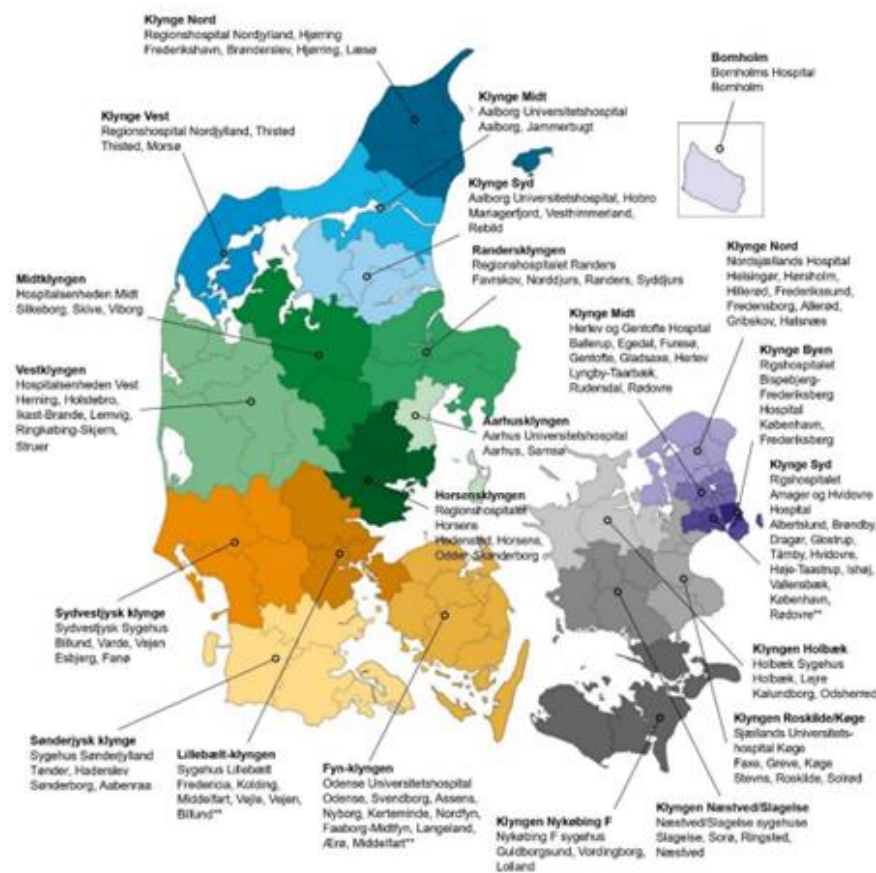 Klynge Nord
Regionshospital Nordjylland, Hjørring
Frederikshavn, Brønderslev, Hjørring, Læsø
Bornholm
Bornholms Hospital
Bornholm
Klynge Midt
Aalborg Universitetshospital
Aalborg, Jammerbugt
Klynge Vest
Regionshospital Nordjylland, Thisted
Thisted, Morsø
Klynge Syd
Aalborg Universitetshospital, Hobro
Mariagerfjord, Vesthimmerland,
Rebild
Randersklyngen
Regionshospitalet Randers
Favrskov, Norddjurs, Randers, Syddjurs
Klynge Nord
Nordsjællands Hospital
Helsingør, Hørsholm,
Hillerød, Frederikssund,
Fredensborg, Allerød,
Gribskov, Halsnæs
Midtklyngen
Hospitalsenheden Midt
Silkeborg, Skive, Viborg
Klynge Midt
Herlev og Gentofte Hospital
Ballerup, Egedal, Furesø,
Gentofte, Gladsaxe, Herlev
Lyngby-Taarbæk,
Rudersdal, Rødovre
Klynge Byen
Rigshospitalet
Bispebjerg-
Frederiksberg
Hospital
København,
Frederiksberg
Vestklyngen
Hospitalsenheden Vest
Herning, Holstebro,
Ikast-Brande, Lemvig,
Ringkøbing-Skjern,
Struer
Aarhusklyngen
Aarhus Universitetshospital
Aarhus, Samsø
Klynge Syd
Rigshospitalet
Amager og Hvidovre
Hospital
Albertslund, Brøndby,
Dragør, Glostrup,
Tårnby, Hvidovre,
Høje-Taastrup, Ishøj,
Vallensbæk,
København,
Rødovre**
Horsensklyngen
Regionshospitalet
Horsens
Hedensted, Horsens,
Odder-Skanderborg
Sydvestjysk klynge
Sydvestjysk Sygehus
Billund, Varde, Vejen
Esbjerg, Fanø
Klyngen Holbæk
Holbæk Sygehus
Holbæk, Lejre
Kalundborg, Odsherred
Klyngen Roskilde/Køge
Sjællands Universitets-
hospital Køge
Faxe, Greve, Køge
Stevns, Roskilde, Solrød
Sønderjysk klynge
Sygehus Sønderjylland
Tønder, Haderslev
Sønderborg, Aabenraa
Lillebælt-klyngen
Sygehus Lillebælt
Fredericia, Kolding,
Middelfart, Vejle, Vejen,
Billund**
Fyn-klyngen
Odense Universitetshospital
Odense, Svendborg, Assens,
Nyborg, Kerteminde, Nordfyn,
Faaborg-Midtfyn, Langeland,
Ærø, Middelfart**
Klyngen Nykøbing F
Nykøbing F sygehus
Guldborgsund, Vordingborg,
Lolland
Klyngen Næstved/Slagelse
Næstved/Slagelse sygehuse
Slagelse, Sorø, Ringsted,
Næstved